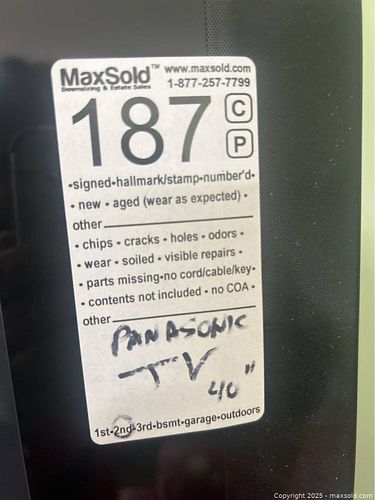 MaxSold™ www.maxsold.com
Downsizing & Estate Sales 1-877-257-7799
187 C
P
•signed•hallmark/stamp•number'd•
• new • aged (wear as expected) •
other
• chips • cracks • holes • odors •
• wear • soiled • visible repairs •
• parts missing•no cord/cable/key•
• contents not included • no COA •
other
PANASONIC
TV
40"
1st•2nd•3rd•bsmt•garage•outdoors
Copyright 2025 - maxsold.com